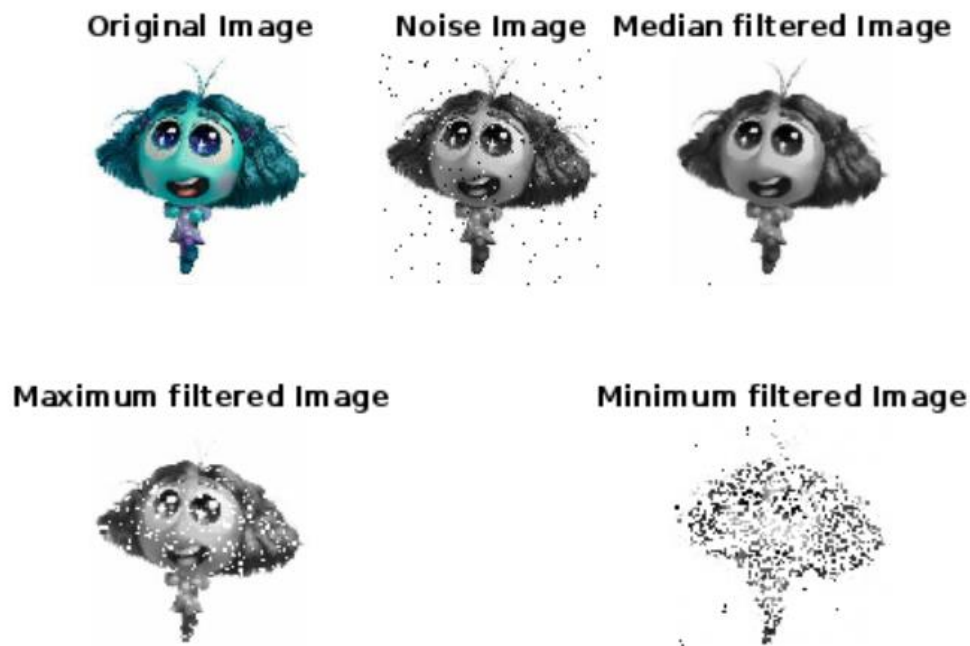 Original Image
Noise Image
Median filtered Image
Maximum filtered Image
Minimum filtered Image